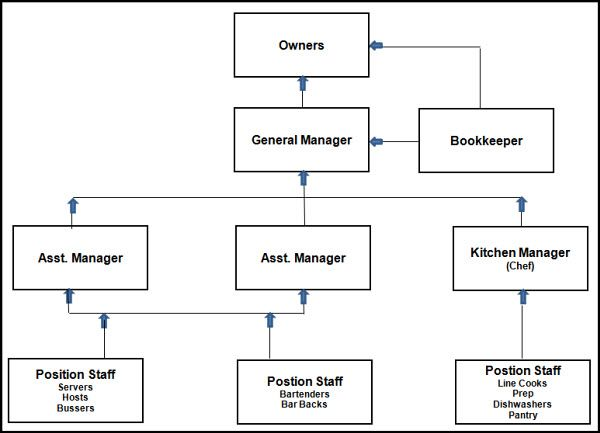 Owners
General Manager
Bookkeeper
Asst. Manager
Asst. Manager
Kitchen Manager
(Chef)
Position Staff
Servers
Hosts
Bussers
Postion Staff
Bartenders
Bar Backs
Postion Staff
Line Cooks
Prep
Dishwashers
Pantry